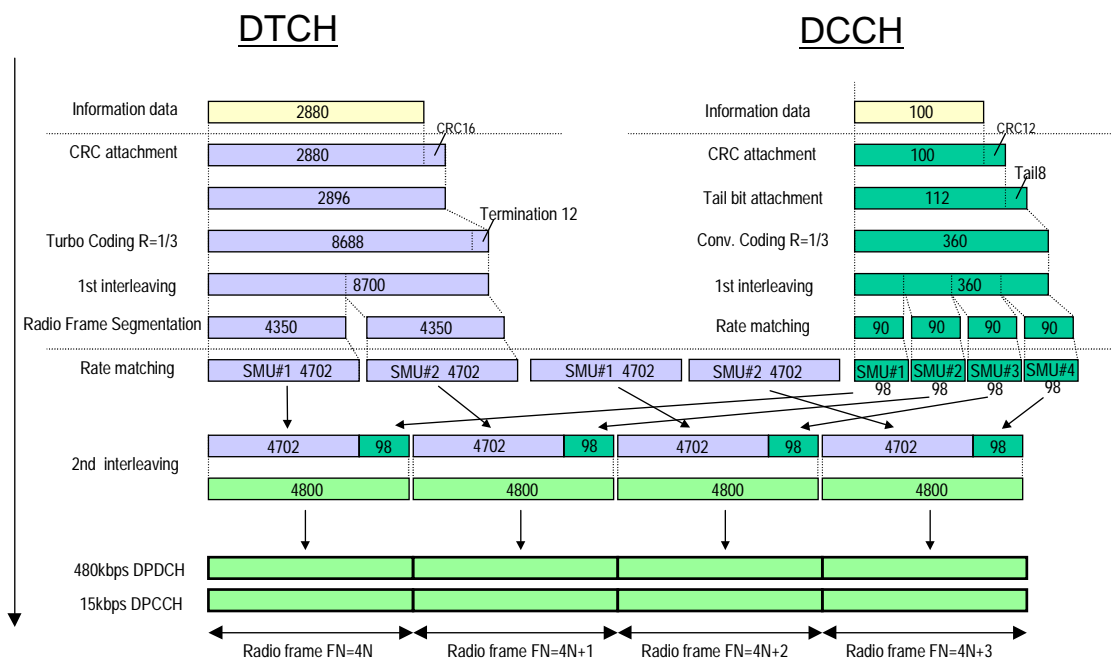 DTCH DCCH
Information data 2880 Information data 100
CRC16 CRC12
CRC attachment 2880 CRC attachment 100
Tail8
2896 Tail bit attachment 112
Termination 12
Turbo Coding R=1/3 8688 Conv. Coding R=1/3 360
1st interleaving 8700 1st interleaving 360
Radio Frame Segmentation 4350 4350 Rate matching 90 90 90 90
Rate matching SMU#1 4702 SMU#2 4702 SMU#1 4702 SMU#2 4702 SMU#1 SMU#2 SMU#3 SMU#4
98 98 98 98
4702 98 4702 98 4702 98 4702 98
2nd interleaving
4800 4800 4800 4800
480kbps DPDCH
15kbps DPCCH
Radio frame FN=4N Radio frame FN=4N+1 Radio frame FN=4N+2 Radio frame FN=4N+3